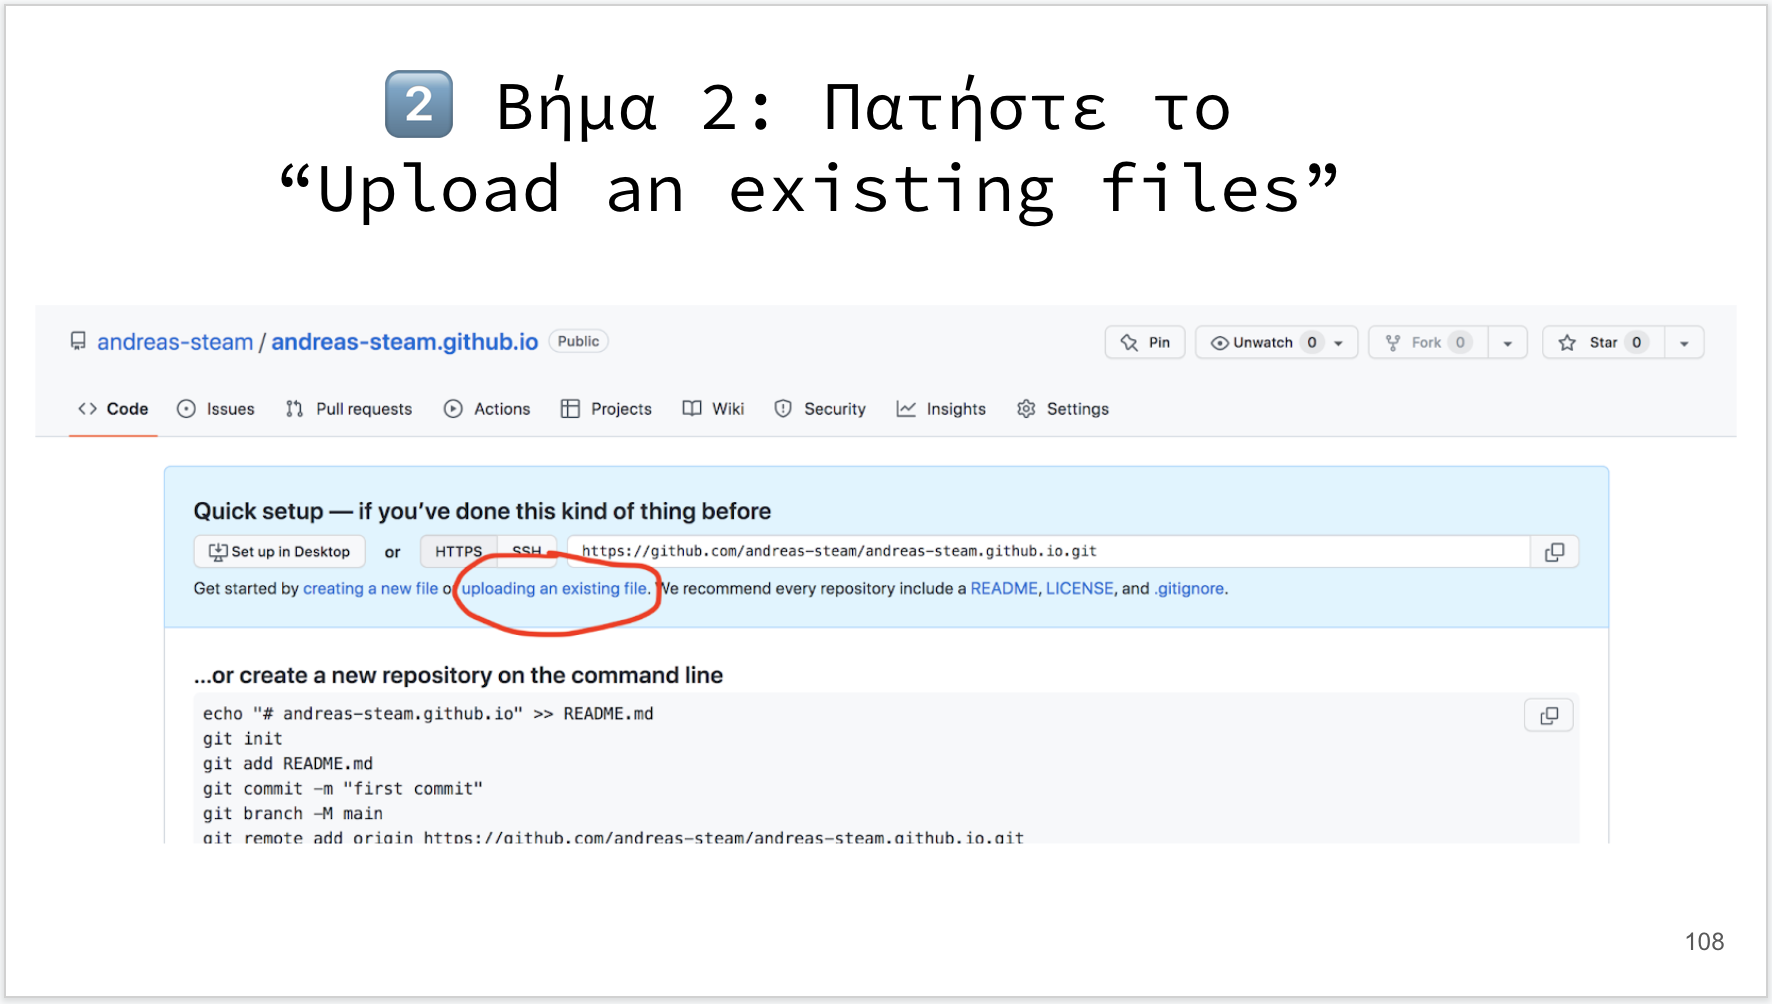 2 Βήμα 2: Πατήστε το
“Upload an existing files”
andreas-steam / andreas-steam.github.io Public Pin Unwatch 0 Fork 0 Star 0
Code Issues Pull requests Actions Projects Wiki Security Insights Settings
Quick setup — if you’ve done this kind of thing before
Set up in Desktop or HTTPS SSH https://github.com/andreas-steam/andreas-steam.github.io.git
Get started by creating a new file or uploading an existing file. We recommend every repository include a README, LICENSE, and .gitignore.
…or create a new repository on the command line
echo "# andreas-steam.github.io" >> README.md
git init
git add README.md
git commit -m "first commit"
git branch -M main
git remote add origin https://github.com/andreas-steam/andreas-steam.github.io.git
108